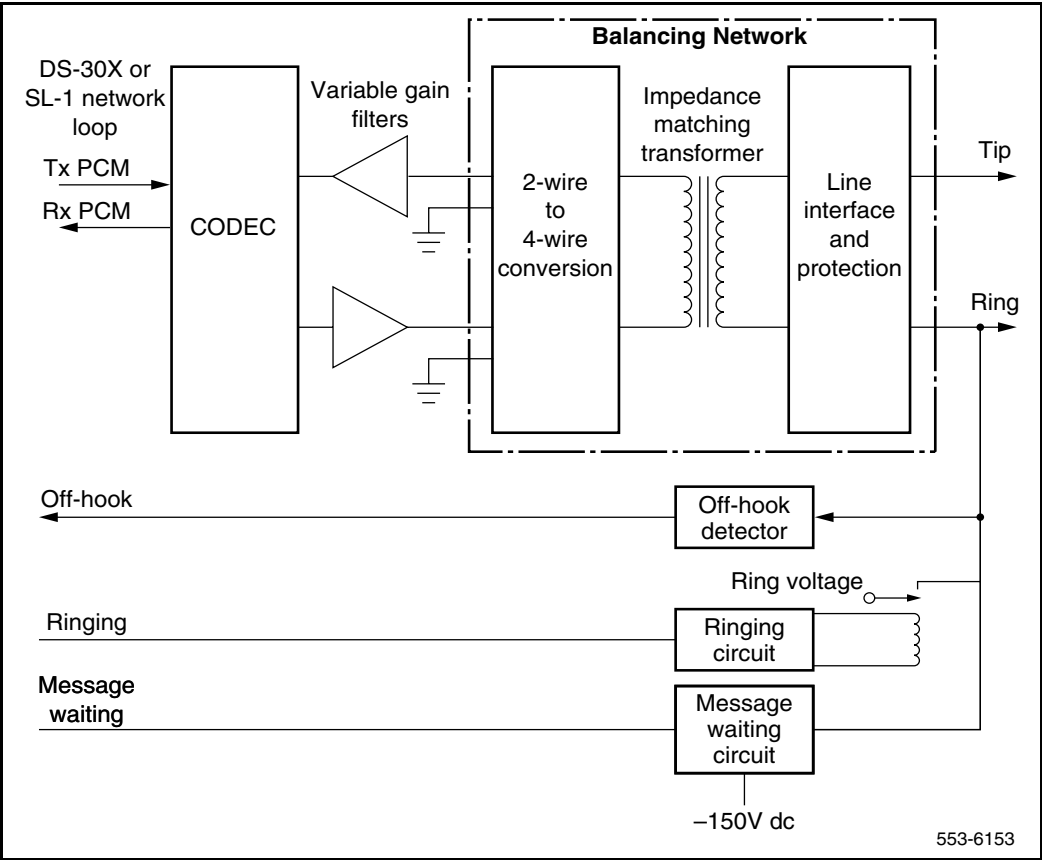 Balancing Network
DS-30X or
SL-1 network
loop
Tx PCM
Rx PCM
CODEC
Variable gain
filters
2-wire
to
4-wire
conversion
Impedance
matching
transformer
Line
interface
and
protection
Tip
Ring
Off-hook
Off-hook
detector
Ring voltage
Ringing
Ringing
circuit
Message
waiting
Message
waiting
circuit
–150V dc
553-6153